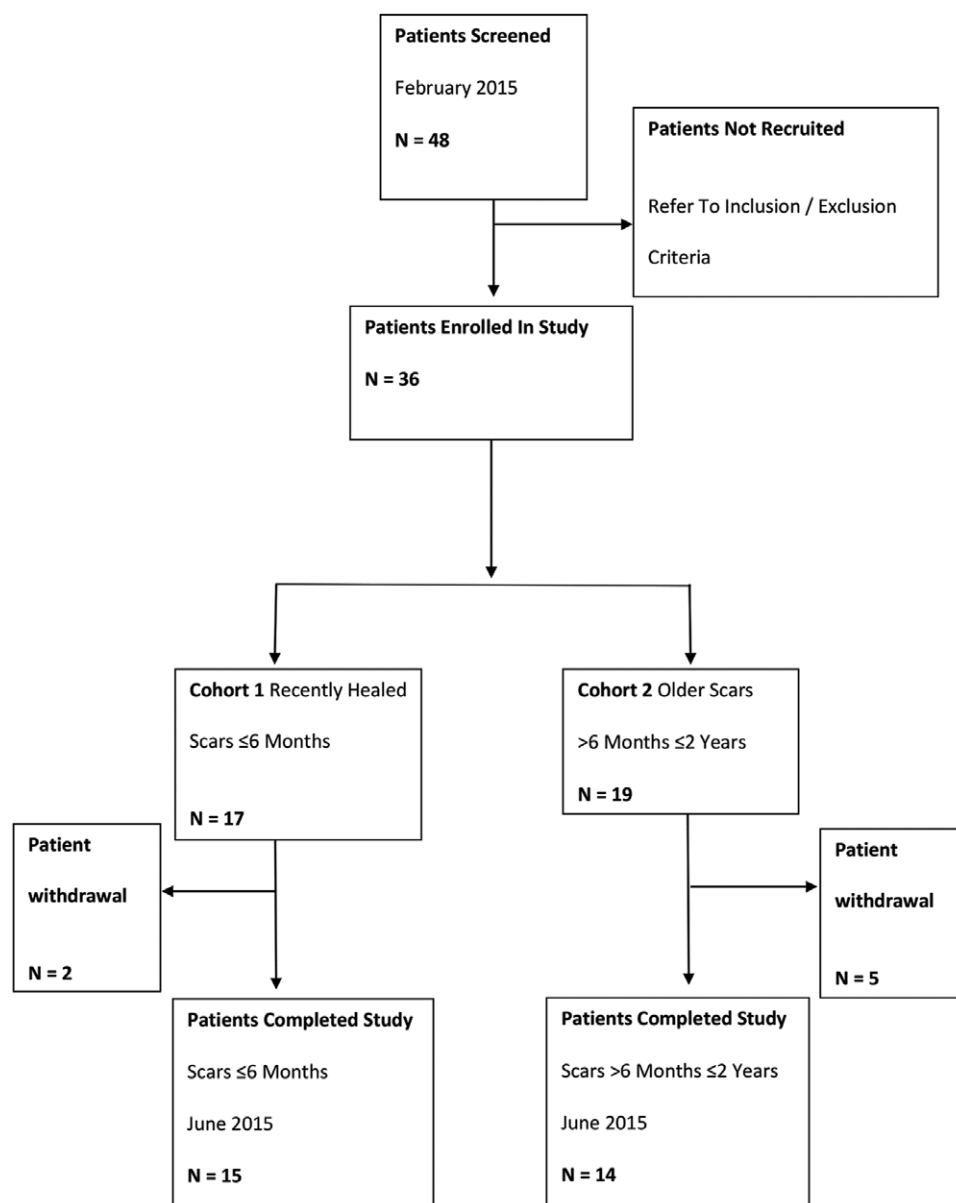 Patients Screened
February 2015
N = 48
Patients Not Recruited
Refer To Inclusion / Exclusion
Criteria
Patients Enrolled In Study
N = 36
Cohort 1 Recently Healed
Scars ≤6 Months
N = 17
Cohort 2 Older Scars
>6 Months ≤2 Years
N = 19
Patient
withdrawal
N = 2
Patient
withdrawal
N = 5
Patients Completed Study
Scars ≤6 Months
June 2015
N = 15
Patients Completed Study
Scars >6 Months ≤2 Years
June 2015
N = 14